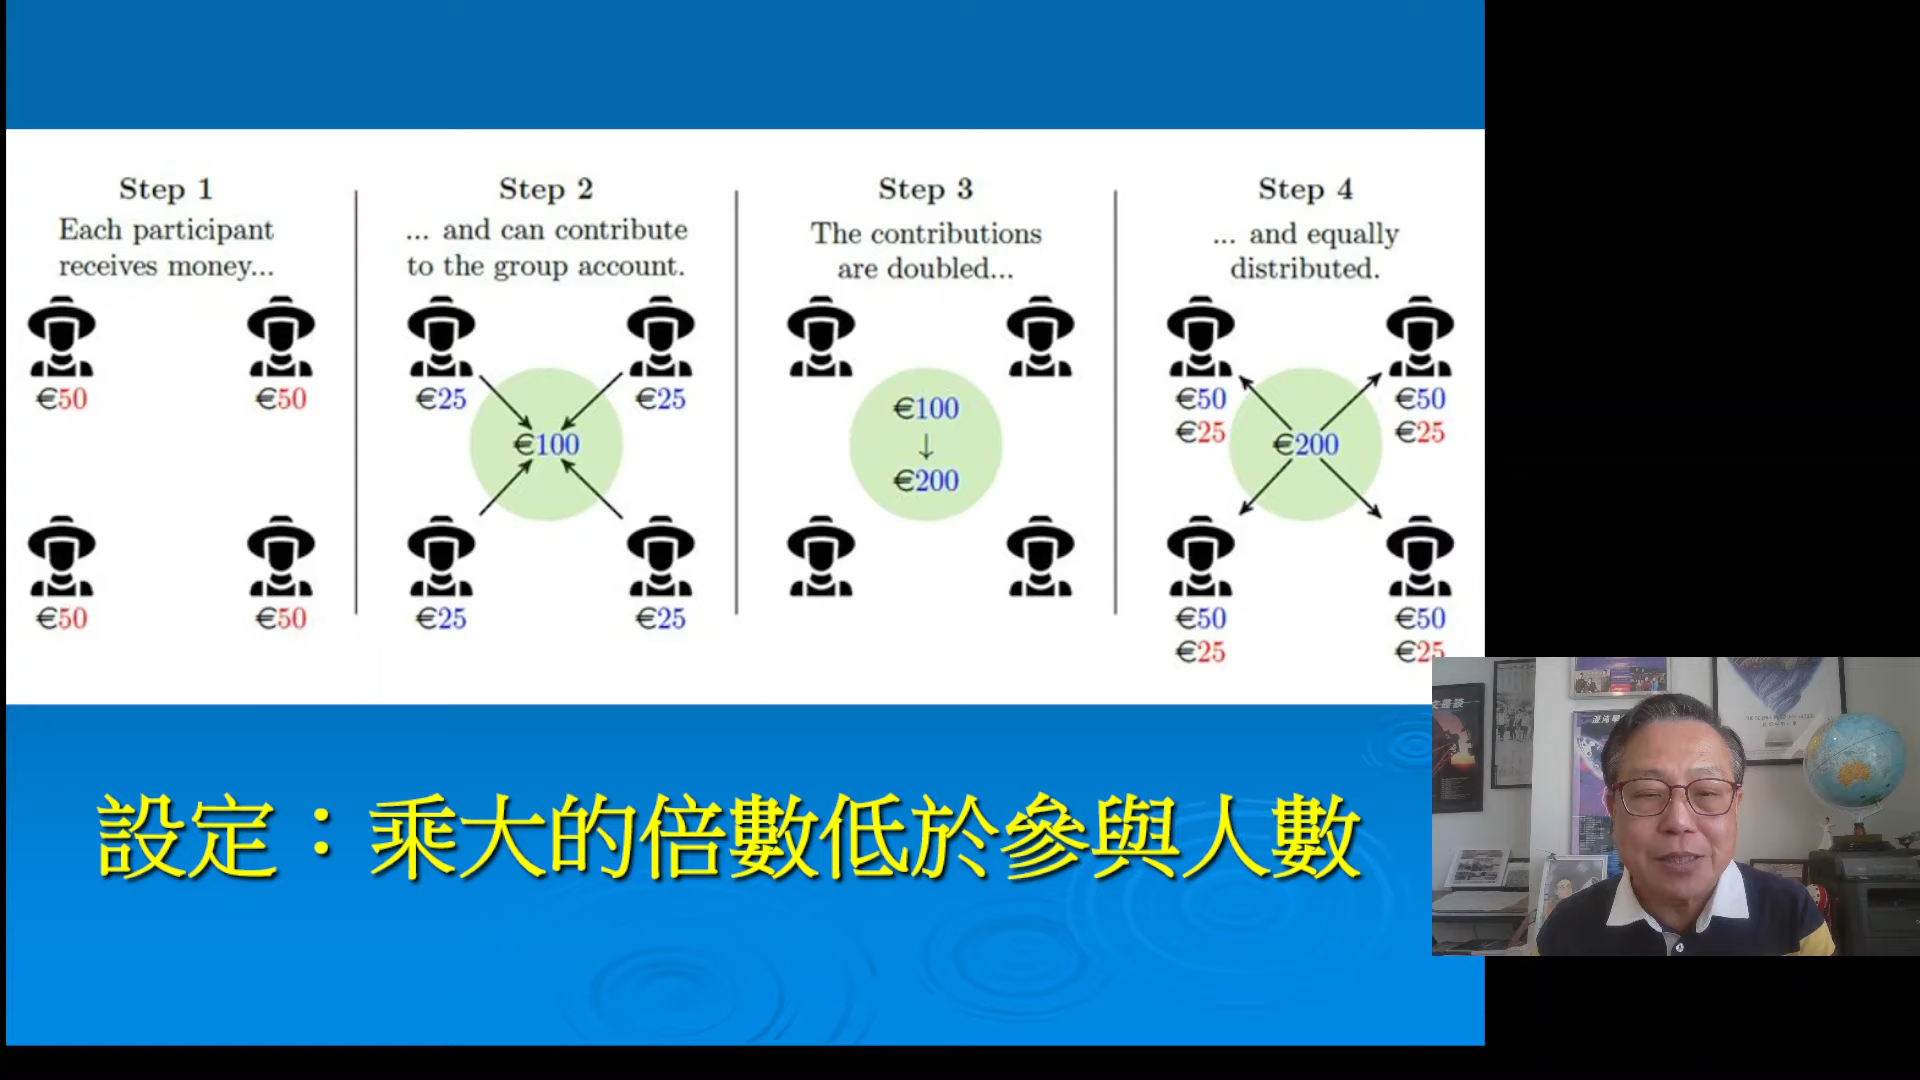 Step 1
Each participant
receives money...
€50
€50
€50
€50
Step 2
... and can contribute
to the group account.
€25
€25
€100
€25
€25
Step 3
The contributions
are doubled...
€100
↓
€200
Step 4
... and equally
distributed.
€50
€25
€50
€25
€200
€50
€25
€50
€25
設定：乘大的倍數低於參與人數